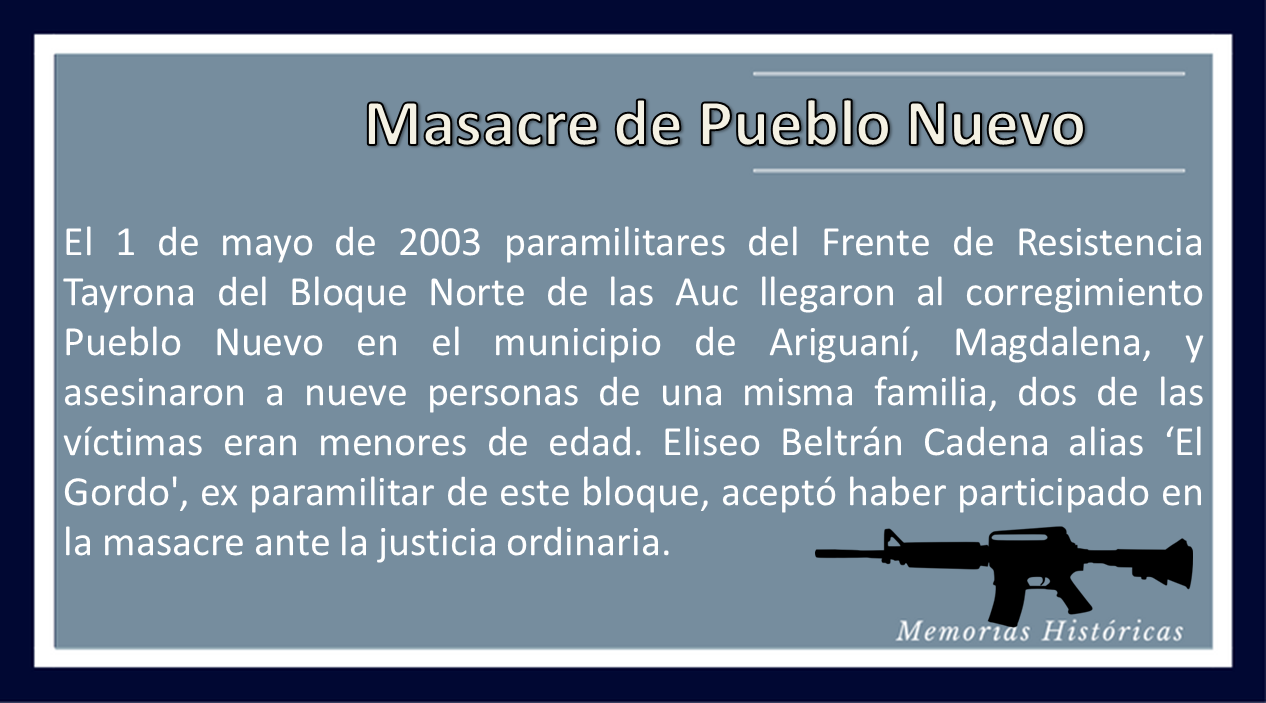 Masacre de Pueblo Nuevo
El 1 de mayo de 2003 paramilitares del Frente de Resistencia
Tayrona del Bloque Norte de las Auc llegaron al corregimiento
Pueblo Nuevo en el municipio de Ariguaní, Magdalena, y
asesinaron a nueve personas de una misma familia, dos de las
víctimas eran menores de edad. Eliseo Beltrán Cadena alias ‘El
Gordo', ex paramilitar de este bloque, aceptó haber participado en
la masacre ante la justicia ordinaria.
Memorias Históricas